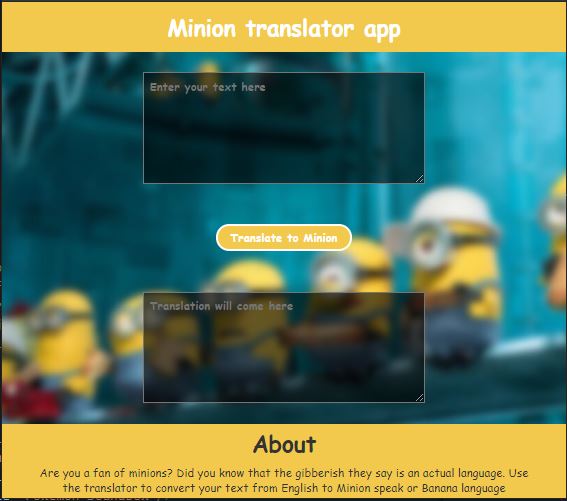 Minion translator app
Enter your text here
Translate to Minion
Translation will come here
About
Are you a fan of minions? Did you know that the gibberish they say is an actual language. Use
the translator to convert your text from English to Minion speak or Banana language